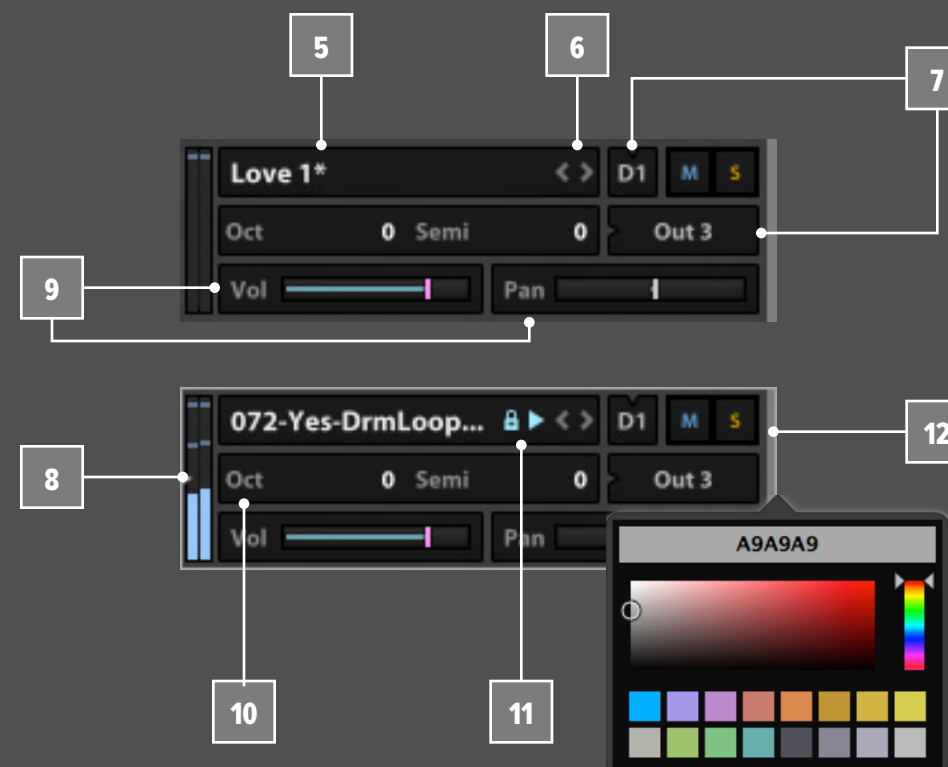 5
6
7
Love 1* < > D1 M S
Oct 0 Semi 0 Out 3
9
Vol Pan
072-Yes-DrmLoop... < > D1 M S
12
8
Oct 0 Semi 0 Out 3
Vol Pan
A9A9A9
10
11